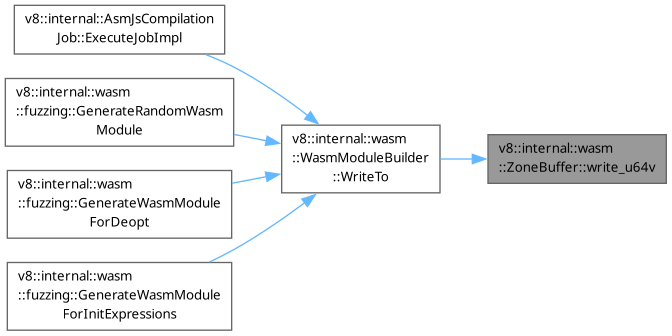 v8::internal::AsmJsCompilation
Job::ExecuteJobImpl
v8::internal::wasm
::fuzzing::GenerateRandomWasm
Module
v8::internal::wasm
::fuzzing::GenerateWasmModule
ForDeopt
v8::internal::wasm
::fuzzing::GenerateWasmModule
ForInitExpressions
v8::internal::wasm
::WasmModuleBuilder
::WriteTo
v8::internal::wasm
::ZoneBuffer::write_u64v